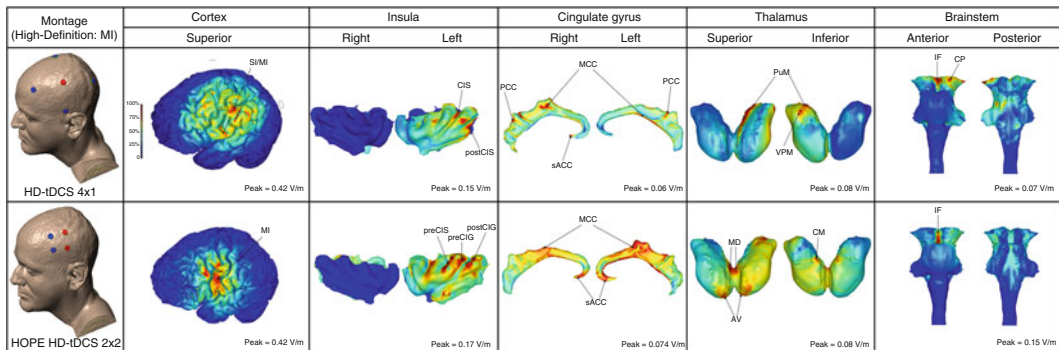 Montage
(High-Definition: MI)
Cortex
Insula
Cingulate gyrus
Thalamus
Brainstem
Superior
Right
Left
Right
Left
Superior
Inferior
Anterior
Posterior
SI/MI
100%
75%
50%
25%
0%
CIS
postCIS
PCC
MCC
PCC
sACC
PuM
VPM
IF
CP
HD-tDCS 4x1
Peak = 0.42 V/m
Peak = 0.15 V/m
Peak = 0.06 V/m
Peak = 0.08 V/m
Peak = 0.07 V/m
MI
preCIS
preCIG
postCIG
MCC
sACC
MD
AV
CM
IF
HOPE HD-tDCS 2x2
Peak = 0.42 V/m
Peak = 0.17 V/m
Peak = 0.074 V/m
Peak = 0.08 V/m
Peak = 0.15 V/m